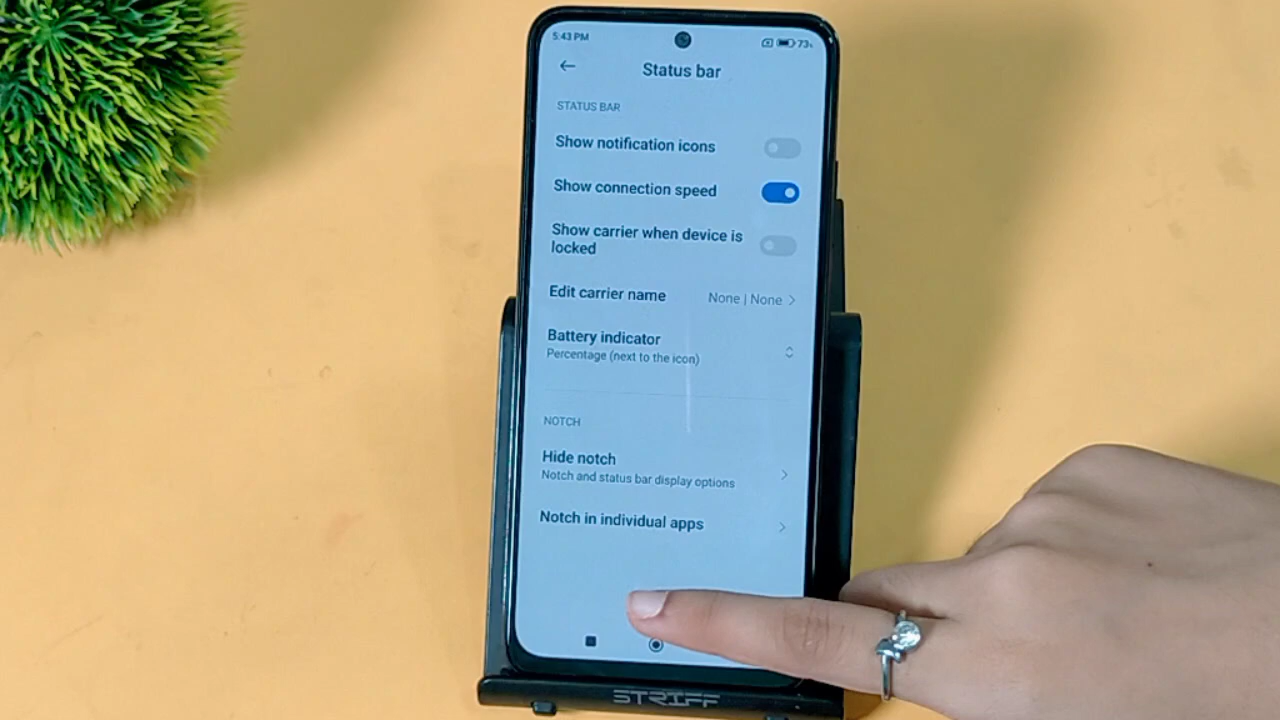 5:43 PM
73%
Status bar
STATUS BAR
Show notification icons
Show connection speed
Show carrier when device is
locked
Edit carrier name None | None
Battery indicator
Percentage (next to the icon)
NOTCH
Hide notch
Notch and status bar display options
Notch in individual apps
STRIFF